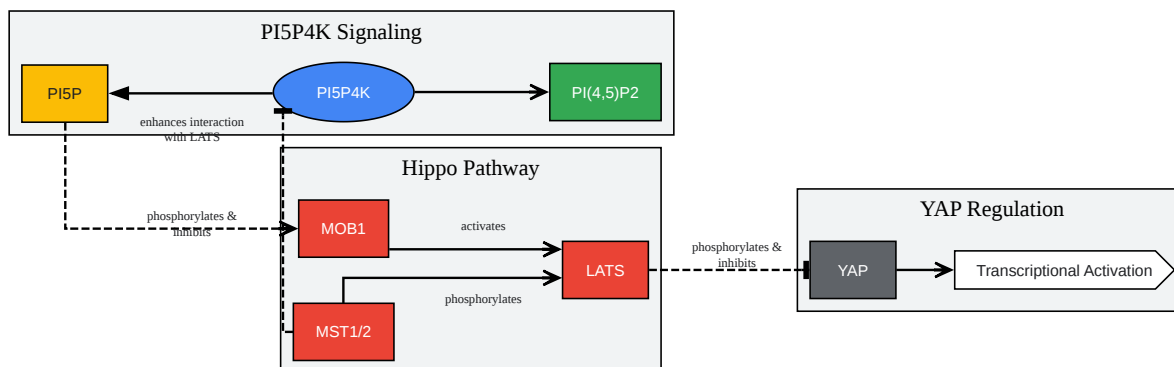 PI5P4K Signaling
PI5P
PI5P4K
PI(4,5)P2
enhances interaction
with LATS
Hippo Pathway
phosphorylates &
inhibits
MOB1
activates
LATS
phosphorylates
MST1/2
phosphorylates &
inhibits
YAP Regulation
YAP
Transcriptional Activation